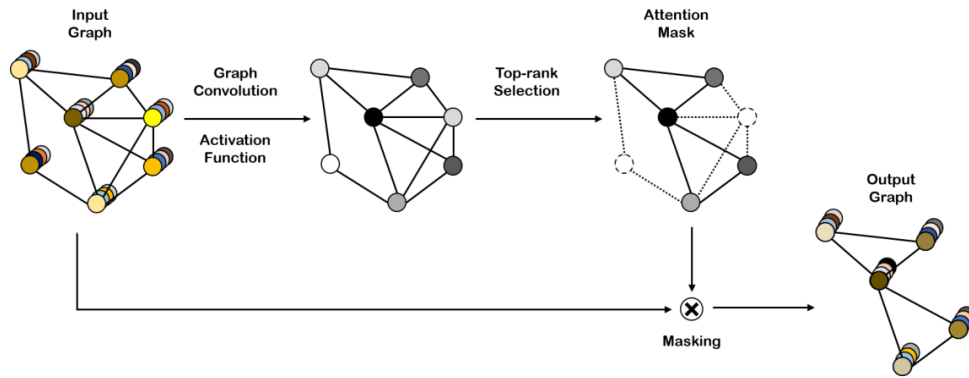 Input
Graph
Graph
Convolution
Activation
Function
Top-rank
Selection
Attention
Mask
Masking
Output
Graph